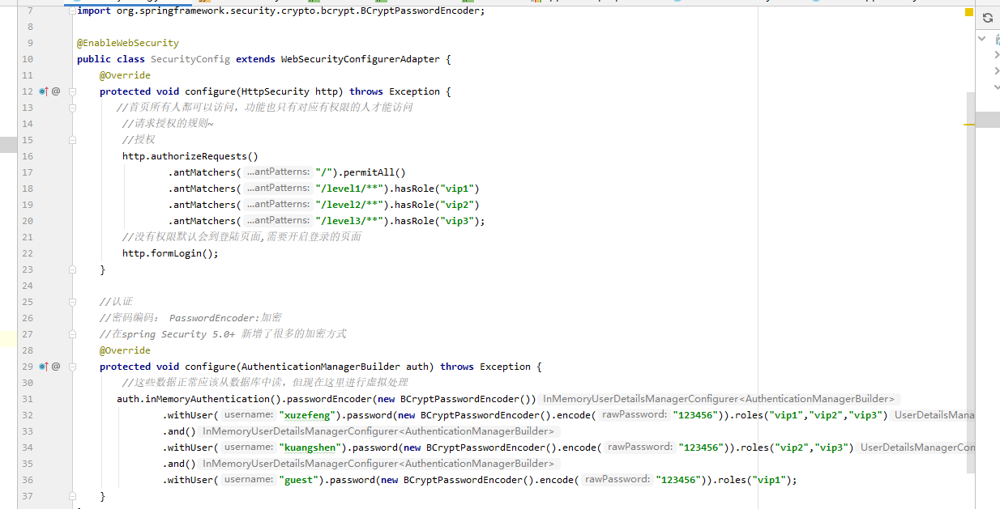 7 import org.springframework.security.crypto.bcrypt.BCryptPasswordEncoder;
8
9 @EnableWebSecurity
10 public class SecurityConfig extends WebSecurityConfigurerAdapter {
11 @Override
12 @ protected void configure(HttpSecurity http) throws Exception {
13 //首页所有人都可以访问，功能也只有对应有权限的人才能访问
14 //请求授权的规则~
15 //授权
16 http.authorizeRequests()
17 .antMatchers( ...antPatterns: "/").permitAll()
18 .antMatchers( ...antPatterns: "/level1/**").hasRole("vip1")
19 .antMatchers( ...antPatterns: "/level2/**").hasRole("vip2")
20 .antMatchers( ...antPatterns: "/level3/**").hasRole("vip3");
21 //没有权限默认会到登陆页面,需要开启登录的页面
22 http.formLogin();
23 }
24
25 //认证
26 //密码编码： PasswordEncoder:加密
27 //在spring Security 5.0+ 新增了很多的加密方式
28 @Override
29 @ protected void configure(AuthenticationManagerBuilder auth) throws Exception {
30 //这些数据正常应该从数据库中读，但现在这里进行虚拟处理
31 auth.inMemoryAuthentication().passwordEncoder(new BCryptPasswordEncoder()) InMemoryUserDetailsManagerConfigurer<AuthenticationManagerBuilder>
32 .withUser( username: "xuzefeng").password(new BCryptPasswordEncoder().encode( rawPassword: "123456")).roles("vip1","vip2","vip3") UserDetailsMana
33 .and() InMemoryUserDetailsManagerConfigurer<AuthenticationManagerBuilder>
34 .withUser( username: "kuangshen").password(new BCryptPasswordEncoder().encode( rawPassword: "123456")).roles("vip2","vip3") UserDetailsManagerCon
35 .and() InMemoryUserDetailsManagerConfigurer<AuthenticationManagerBuilder>
36 .withUser( username: "guest").password(new BCryptPasswordEncoder().encode( rawPassword: "123456")).roles("vip1");
37 }